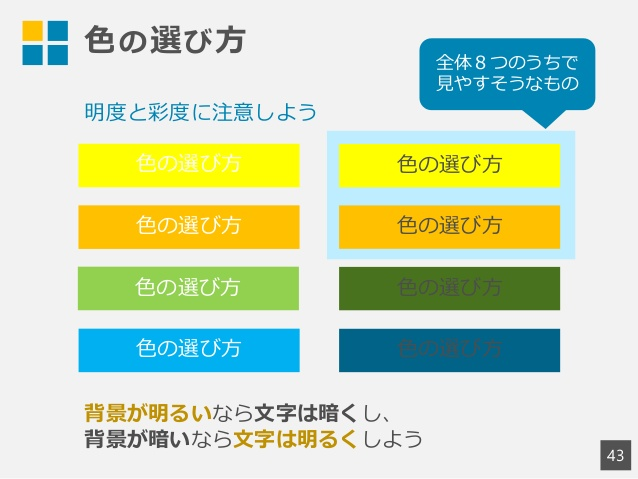 色の選び方
全体８つのうちで
見やすそうなもの
明度と彩度に注意しよう
色の選び方
色の選び方
色の選び方
色の選び方
色の選び方
色の選び方
色の選び方
色の選び方
背景が明るいなら文字は暗くし、
背景が暗いなら文字は明るくしよう
43